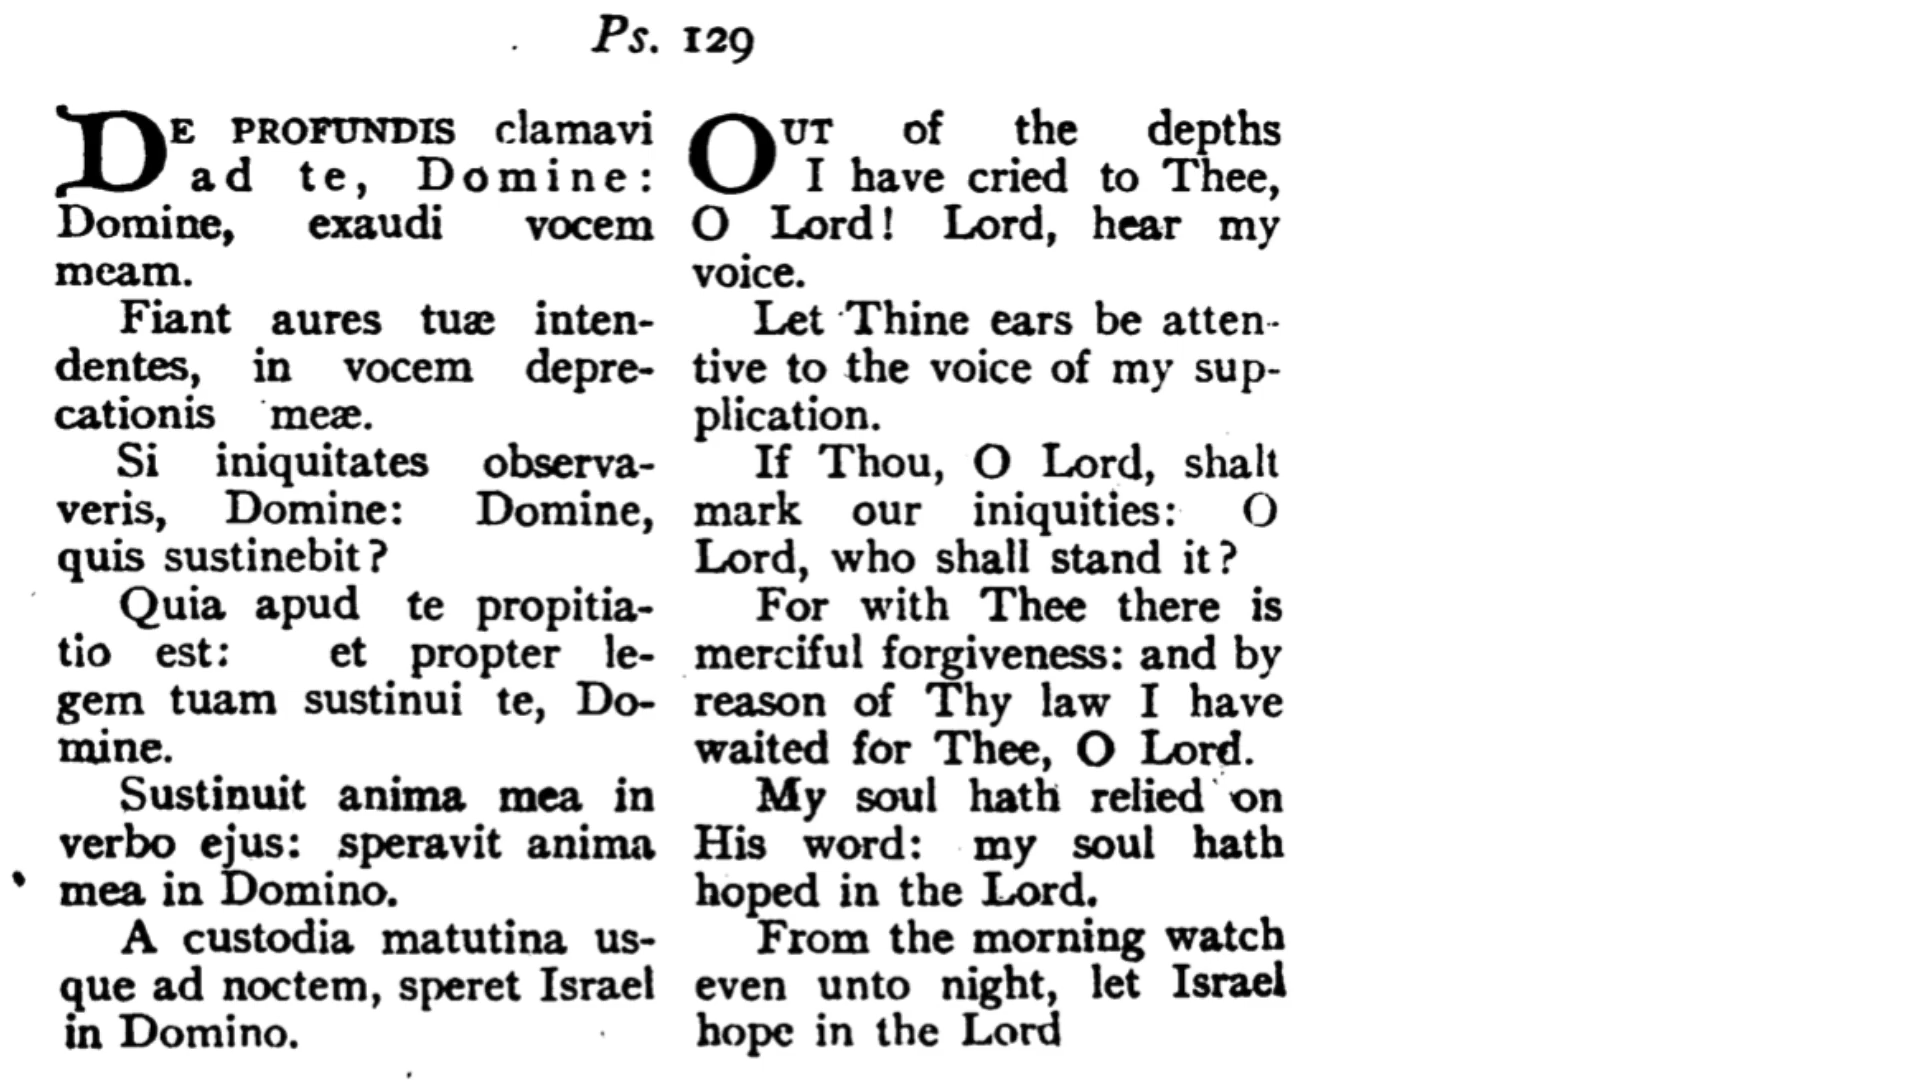 Ps. 129
DE PROFUNDIS clamavi
ad te, Domine:
Domine, exaudi vocem
meam.
Fiant aures tuæ inten-
dentes, in vocem depre-
cationis meæ.
Si iniquitates observa-
veris, Domine: Domine,
quis sustinebit?
Quia apud te propitia-
tio est: et propter le-
gem tuam sustinui te, Do-
mine.
Sustinuit anima mea in
verbo ejus: speravit anima
mea in Domino.
A custodia matutina us-
que ad noctem, speret Israel
in Domino.
OUT of the depths
I have cried to Thee,
O Lord! Lord, hear my
voice.
Let Thine ears be atten-
tive to the voice of my sup-
plication.
If Thou, O Lord, shalt
mark our iniquities: O
Lord, who shall stand it?
For with Thee there is
merciful forgiveness: and by
reason of Thy law I have
waited for Thee, O Lord.
My soul hath relied on
His word: my soul hath
hoped in the Lord.
From the morning watch
even unto night, let Israel
hope in the Lord